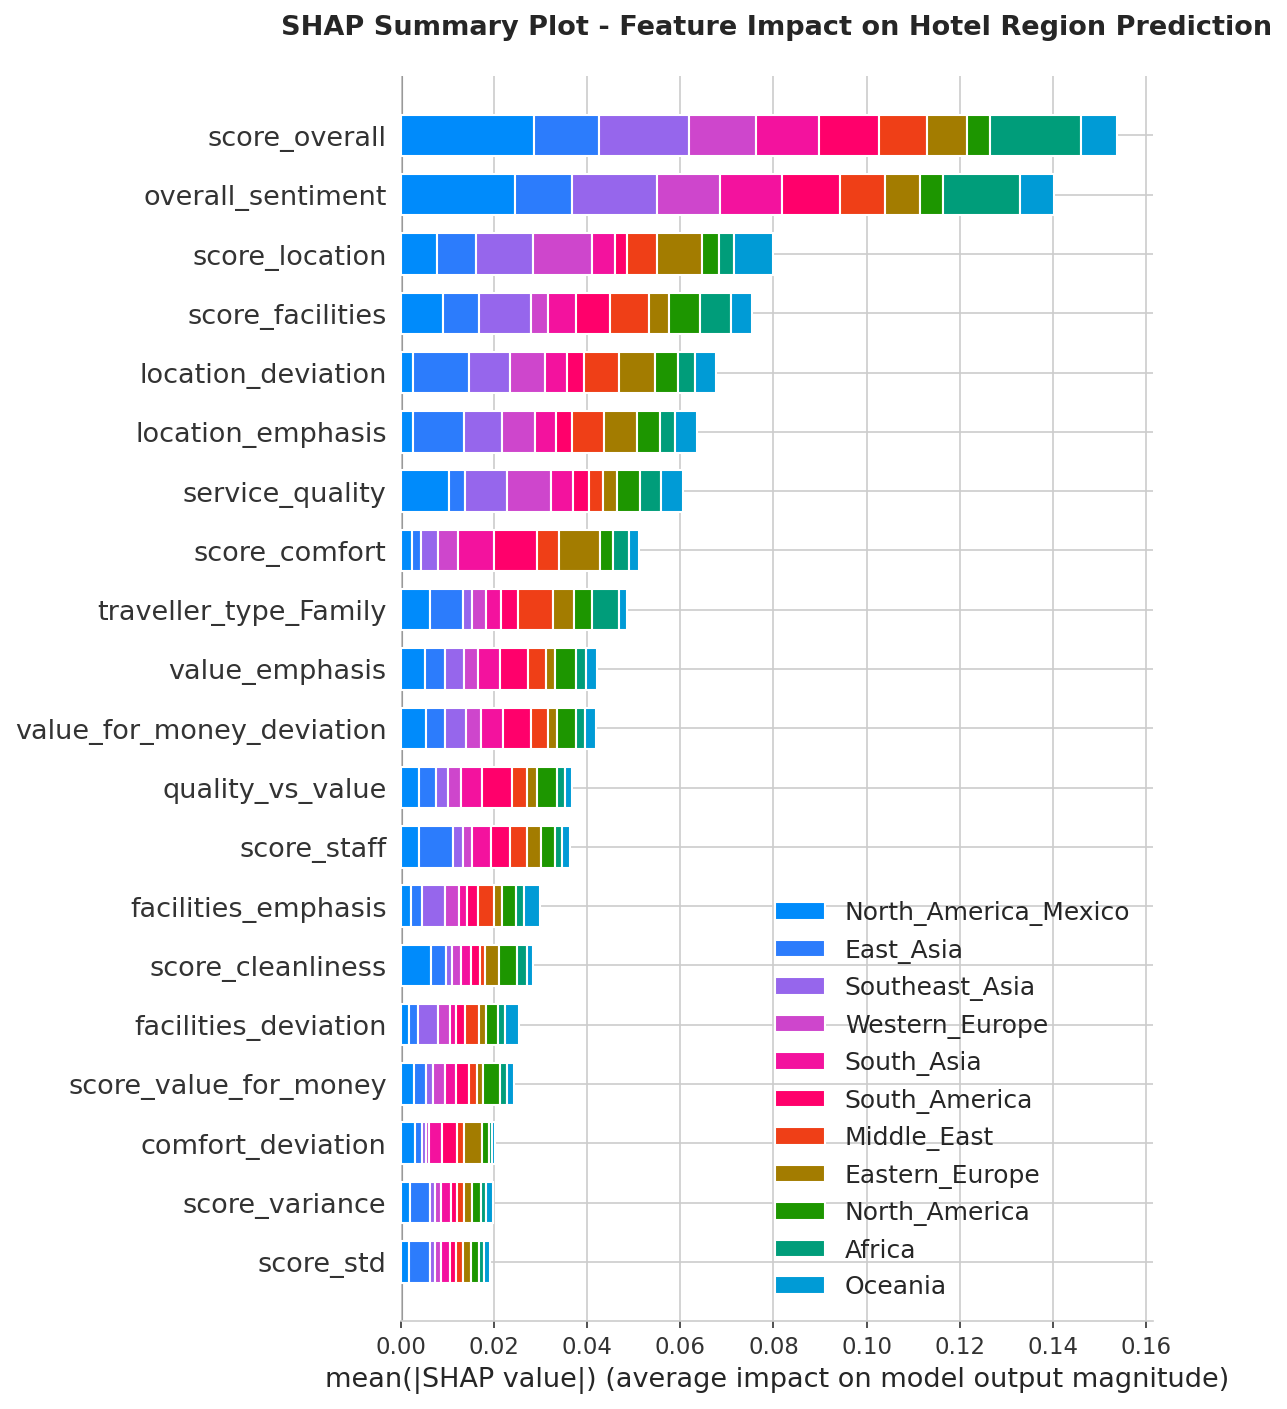 SHAP Summary Plot - Feature Impact on Hotel Region Prediction
score_overall
overall_sentiment
score_location
score_facilities
location_deviation
location_emphasis
service_quality
score_comfort
traveller_type_Family
value_emphasis
value_for_money_deviation
quality_vs_value
score_staff
facilities_emphasis
score_cleanliness
facilities_deviation
score_value_for_money
comfort_deviation
score_variance
score_std
North_America_Mexico
East_Asia
Southeast_Asia
Western_Europe
South_Asia
South_America
Middle_East
Eastern_Europe
North_America
Africa
Oceania
0.00 0.02 0.04 0.06 0.08 0.10 0.12 0.14 0.16
mean(|SHAP value|) (average impact on model output magnitude)